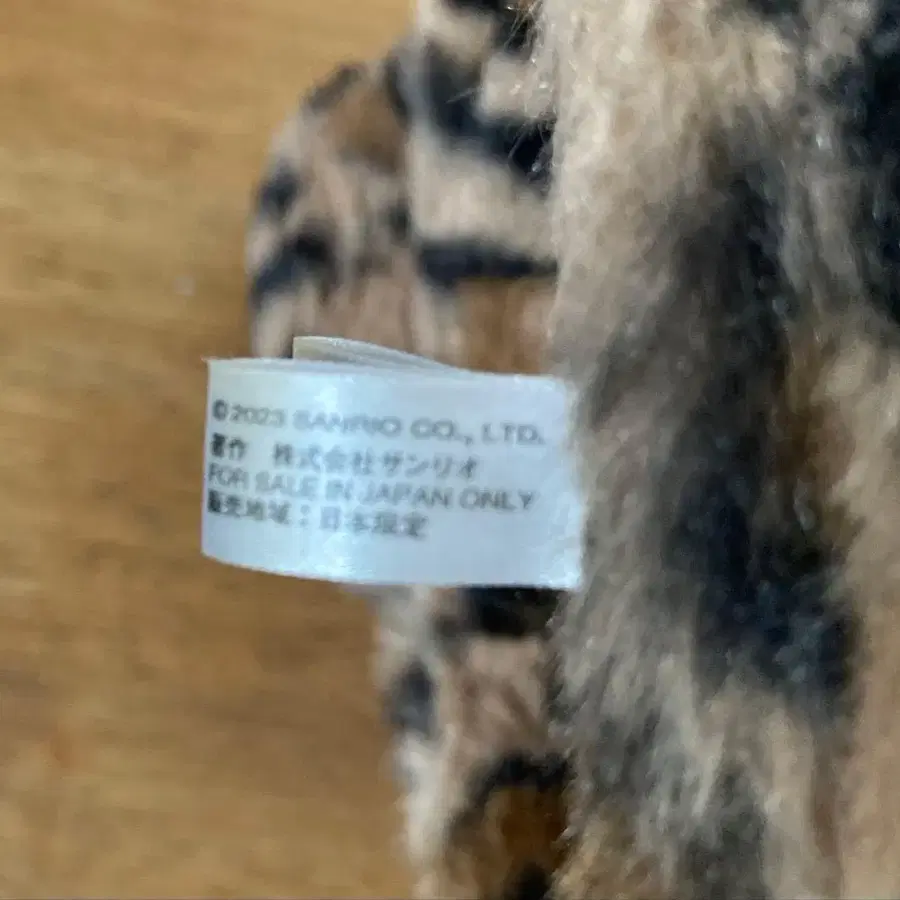 ©2023 SANRIO CO., LTD.
著作 株式会社サンリオ
FOR SALE IN JAPAN ONLY
販売地域：日本限定